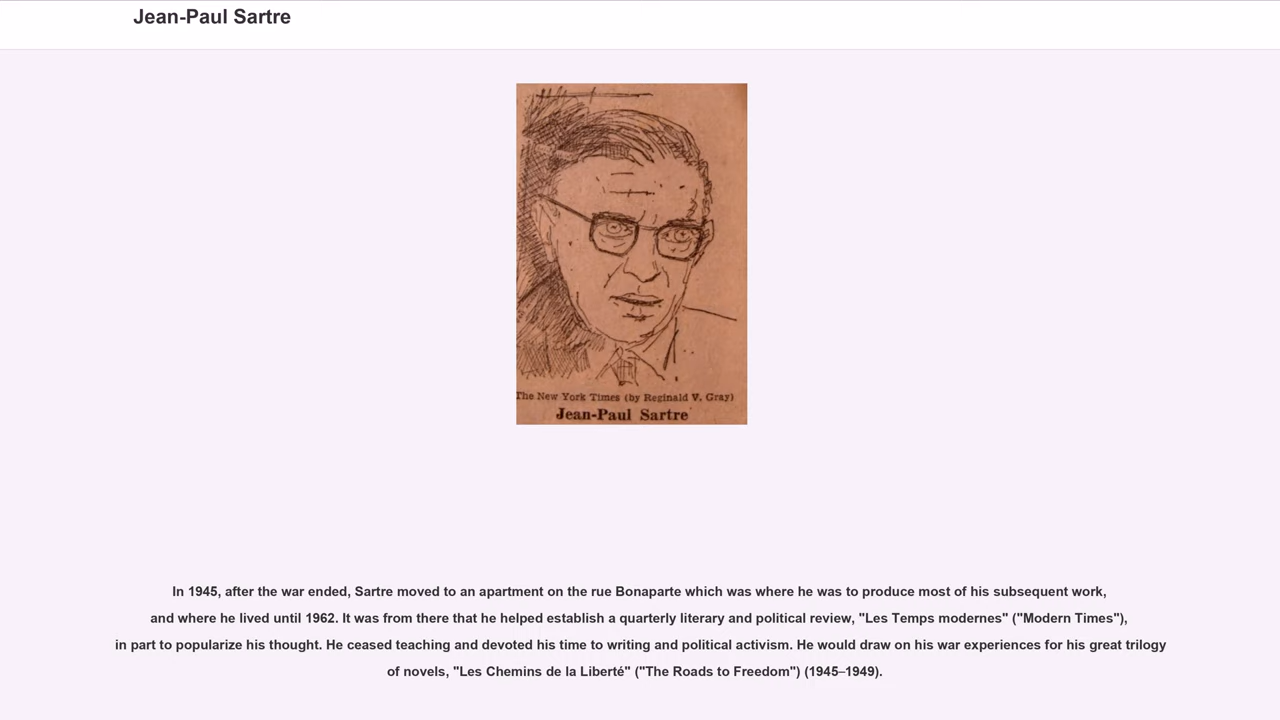 Jean-Paul Sartre
The New York Times (by Reginald V. Gray)
Jean-Paul Sartre
In 1945, after the war ended, Sartre moved to an apartment on the rue Bonaparte which was where he was to produce most of his subsequent work,
and where he lived until 1962. It was from there that he helped establish a quarterly literary and political review, "Les Temps modernes" ("Modern Times"),
in part to popularize his thought. He ceased teaching and devoted his time to writing and political activism. He would draw on his war experiences for his great trilogy
of novels, "Les Chemins de la Liberté" ("The Roads to Freedom") (1945–1949).